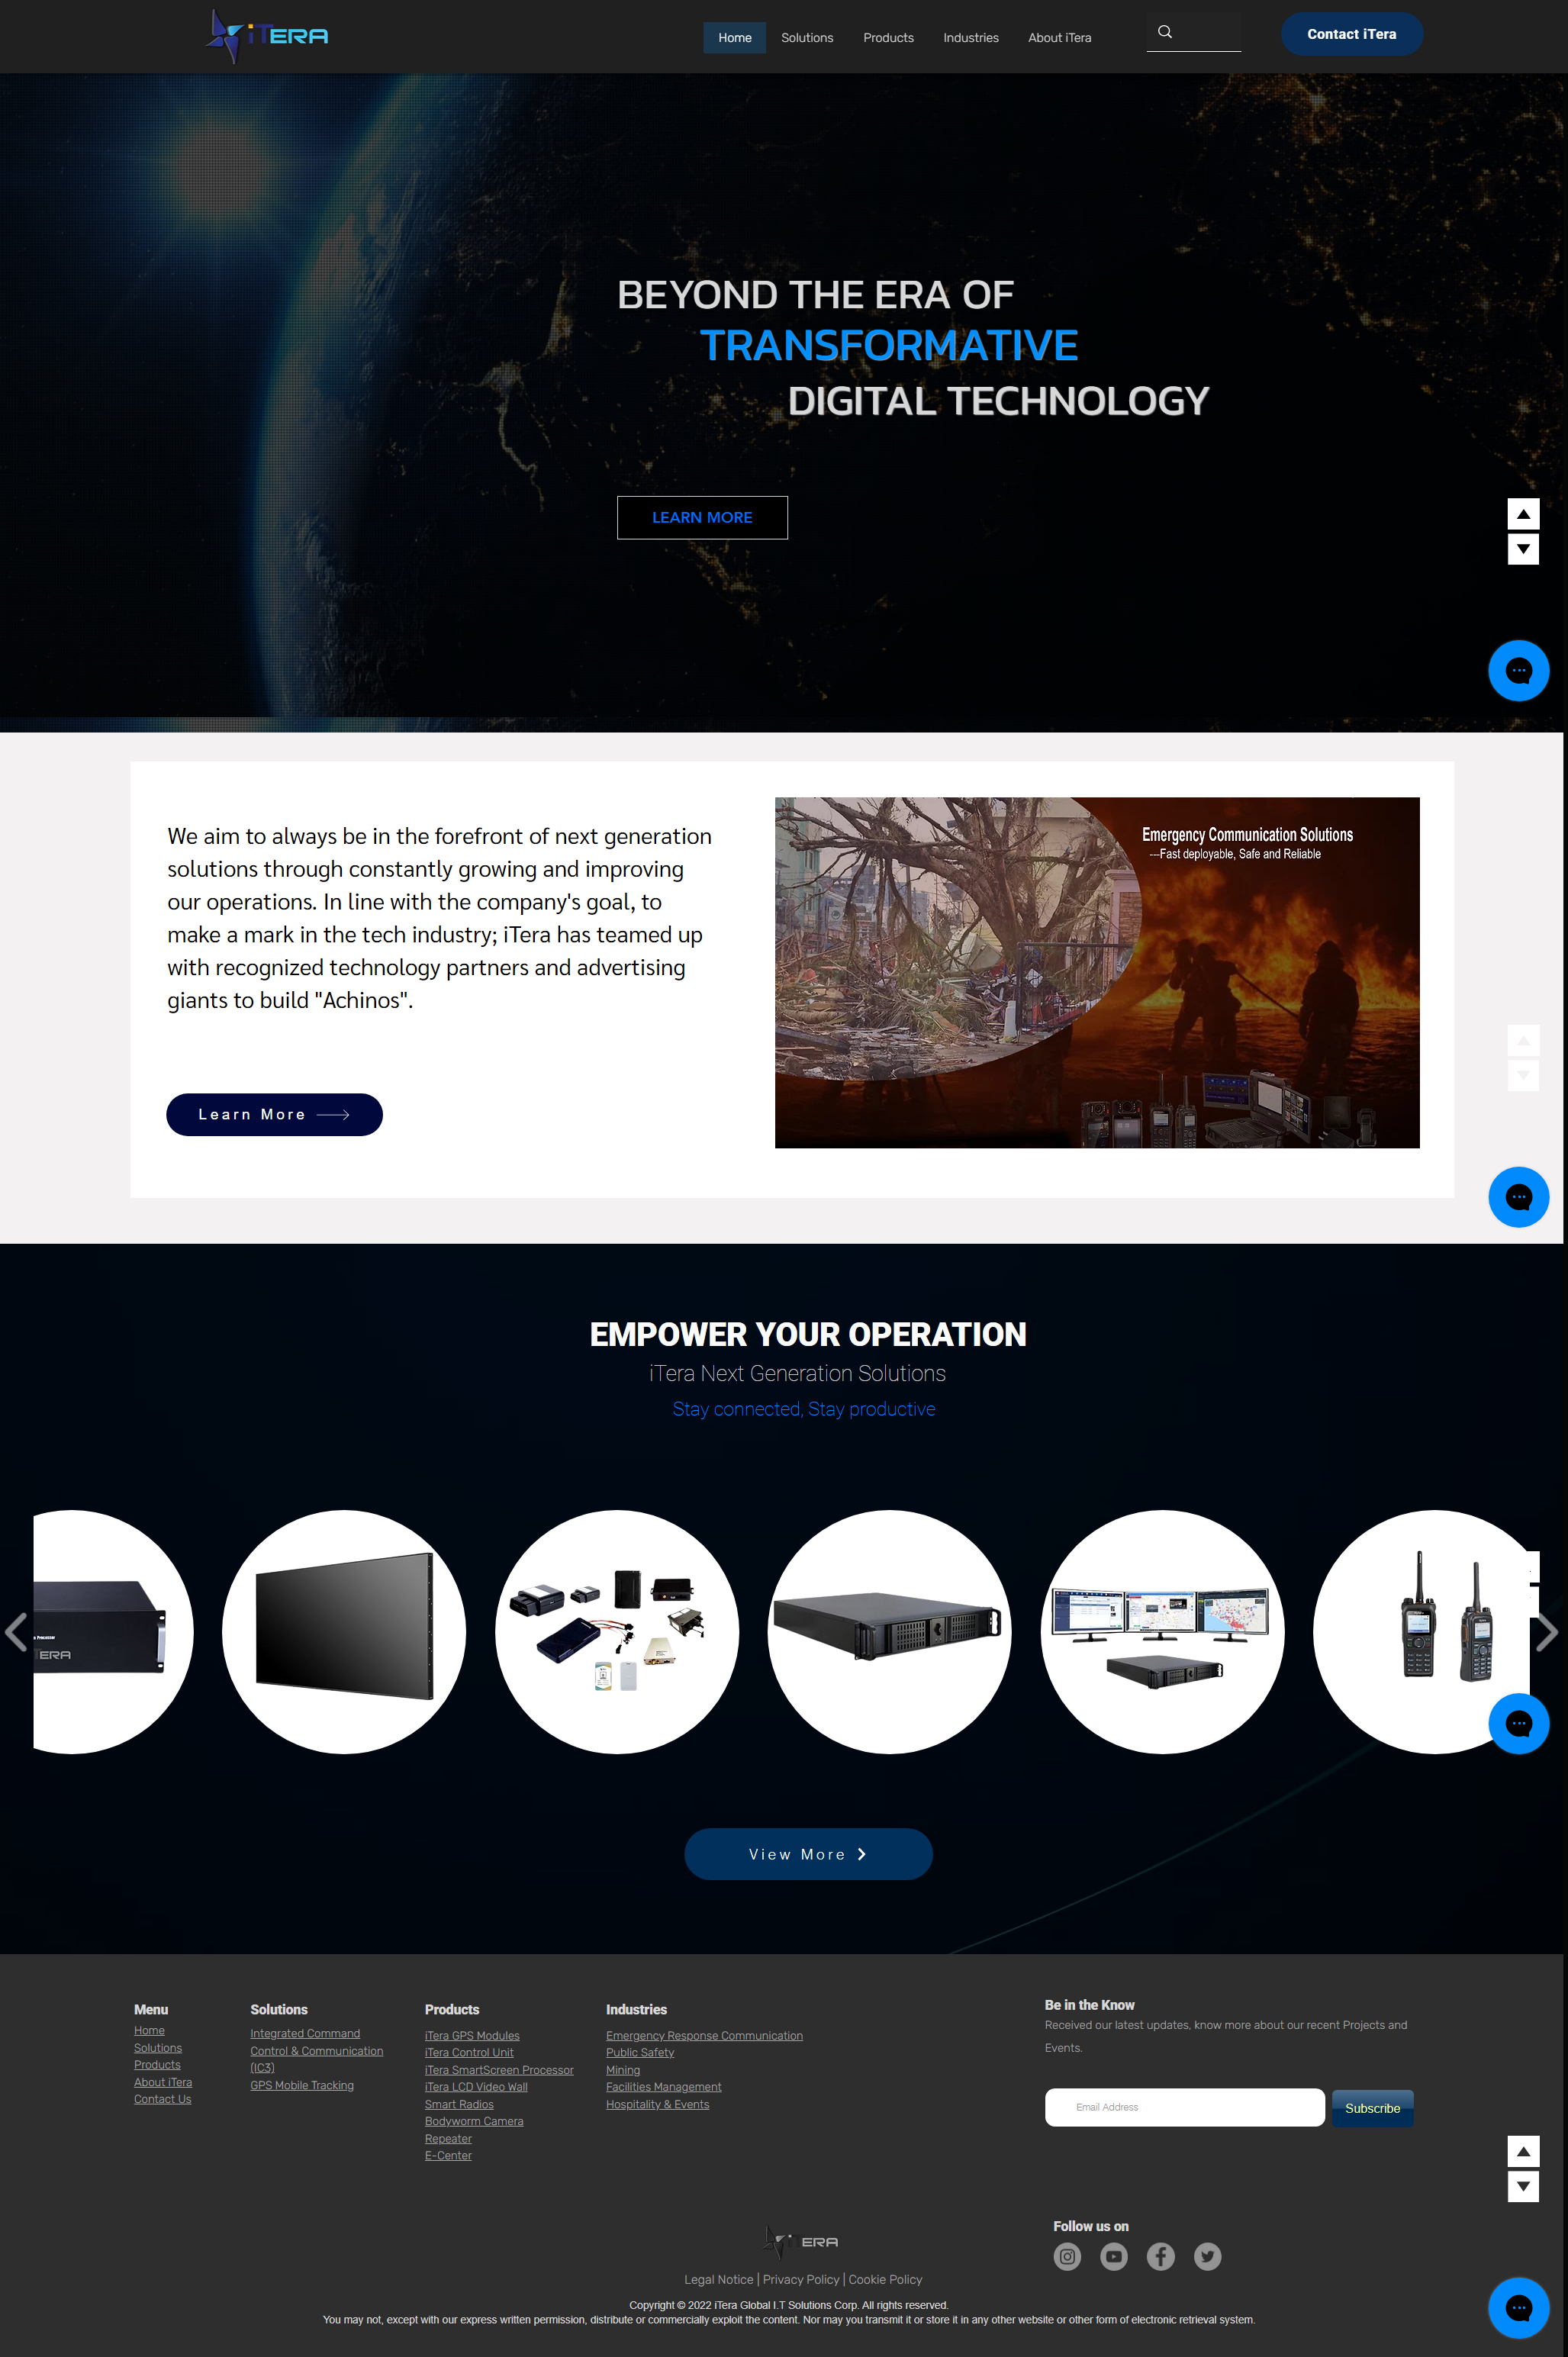 iTERA
Home
Solutions
Products
Industries
About iTera
Contact iTera
BEYOND THE ERA OF
TRANSFORMATIVE
DIGITAL TECHNOLOGY
LEARN MORE
We aim to always be in the forefront of next generation
solutions through constantly growing and improving
our operations. In line with the company's goal, to
make a mark in the tech industry; iTera has teamed up
with recognized technology partners and advertising
giants to build "Achinos".
Learn More
Emergency Communication Solutions
---Fast deployable, Safe and Reliable
EMPOWER YOUR OPERATION
iTera Next Generation Solutions
Stay connected, Stay productive
View More
Menu
Home
Solutions
Products
About iTera
Contact Us
Solutions
Integrated Command
Control & Communication
(IC3)
GPS Mobile Tracking
Products
iTera GPS Modules
iTera Control Unit
iTera SmartScreen Processor
iTera LCD Video Wall
Smart Radios
Bodyworm Camera
Repeater
E-Center
Industries
Emergency Response Communication
Public Safety
Mining
Facilities Management
Hospitality & Events
Be in the Know
Received our latest updates, know more about our recent Projects and
Events.
Email Address
Subscribe
Follow us on
iTERA
Legal Notice | Privacy Policy | Cookie Policy
Copyright © 2022 iTera Global I.T Solutions Corp. All rights reserved.
You may not, except with our express written permission, distribute or commercially exploit the content. Nor may you transmit it or store it in any other website or other form of electronic retrieval system.